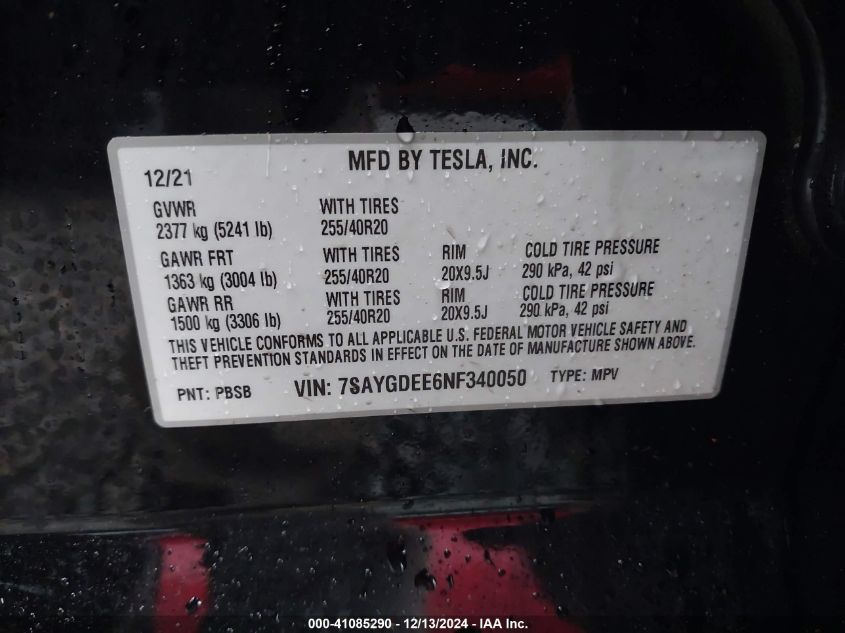 MFD BY TESLA, INC.
12/21
GVWR WITH TIRES
2377 kg (5241 lb) 255/40R20
GAWR FRT WITH TIRES RIM COLD TIRE PRESSURE
1363 kg (3004 lb) 255/40R20 20X9.5J 290 kPa, 42 psi
GAWR RR WITH TIRES RIM COLD TIRE PRESSURE
1500 kg (3306 lb) 255/40R20 20X9.5J 290 kPa, 42 psi
THIS VEHICLE CONFORMS TO ALL APPLICABLE U.S. FEDERAL MOTOR VEHICLE SAFETY AND
THEFT PREVENTION STANDARDS IN EFFECT ON THE DATE OF MANUFACTURE SHOWN ABOVE.
PNT: PBSB VIN: 7SAYGDEE6NF340050 TYPE: MPV
000-41085290 - 12/13/2024 - IAA Inc.